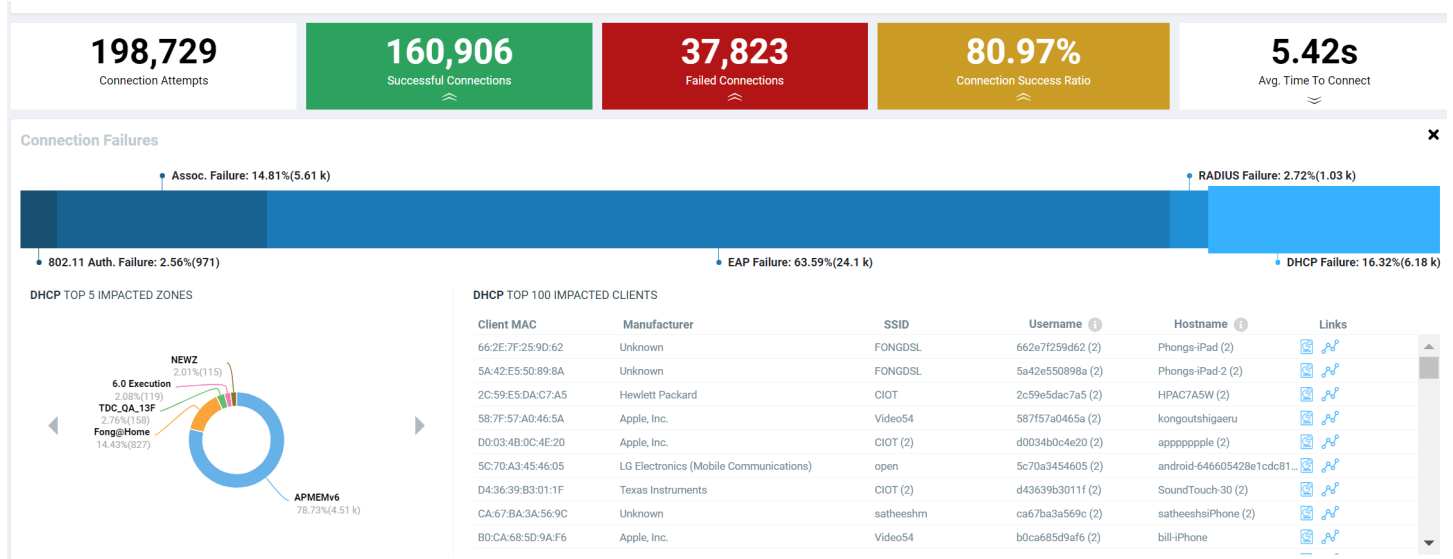 198,729
Connection Attempts
160,906
Successful Connections
37,823
Failed Connections
80.97%
Connection Success Ratio
5.42s
Avg. Time To Connect
Connection Failures
Assoc. Failure: 14.81%(5.61 k)
RADIUS Failure: 2.72%(1.03 k)
802.11 Auth. Failure: 2.56%(971)
EAP Failure: 63.59%(24.1 k)
DHCP Failure: 16.32%(6.18 k)
DHCP TOP 5 IMPACTED ZONES
NEWZ
2.01%(115)
6.0 Execution
2.08%(119)
TDC_QA_13F
2.76%(158)
Fong@Home
14.43%(827)
APMEMv6
78.73%(4.51 k)
DHCP TOP 100 IMPACTED CLIENTS
Client MAC Manufacturer SSID Username Hostname Links
66:2E:7F:25:9D:62 Unknown FONGDSL 662e7f259d62 (2) Phongs-iPad (2)
5A:42:E5:50:89:8A Unknown FONGDSL 5a42e550898a (2) Phongs-iPad-2 (2)
2C:59:E5:DA:C7:A5 Hewlett Packard CIOT 2c59e5dac7a5 (2) HPAC7A5W (2)
58:7F:57:A0:46:5A Apple, Inc. Video54 587f57a0465a (2) kongoutshigaeru
D0:03:4B:0C:4E:20 Apple, Inc. CIOT (2) d0034b0c4e20 (2) appppppple (2)
5C:70:A3:45:46:05 LG Electronics (Mobile Communications) open 5c70a3454605 (2) android-646605428e1cdc81...
D4:36:39:B3:01:1F Texas Instruments CIOT (2) d43639b3011f (2) SoundTouch-30 (2)
CA:67:BA:3A:56:9C Unknown satheeshm ca67ba3a569c (2) satheeshsiPhone (2)
B0:CA:68:5D:9A:F6 Apple, Inc. Video54 b0ca685d9af6 (2) bill-iPhone